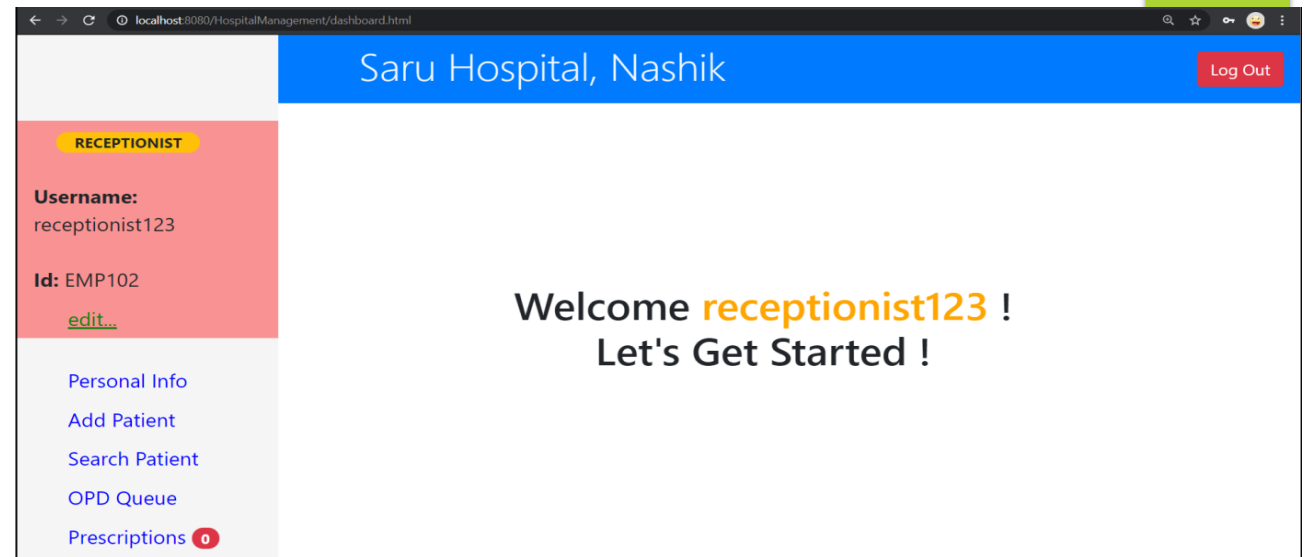 localhost:8080/HospitalManagement/dashboard.html
Saru Hospital, Nashik
Log Out
RECEPTIONIST
Username:
receptionist123
Id: EMP102
edit...
Personal Info
Add Patient
Search Patient
OPD Queue
Prescriptions 0
Welcome receptionist123 !
Let's Get Started !